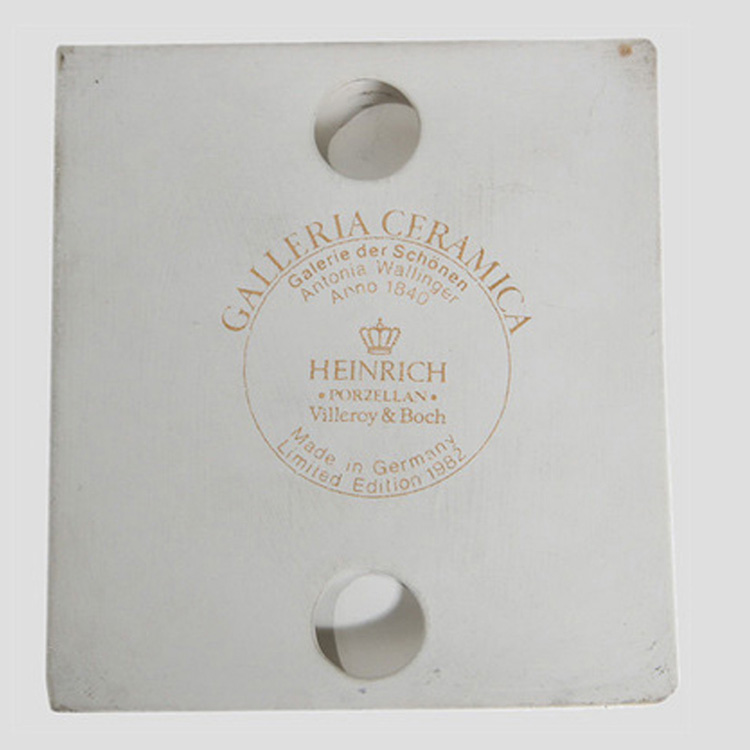 GALLERIA CERAMICA
Galerie der Schönen
Antonia Wallinger
Anno 1840
HEINRICH
• PORZELLAN •
Villeroy & Boch
Made in Germany
Limited Edition 1982